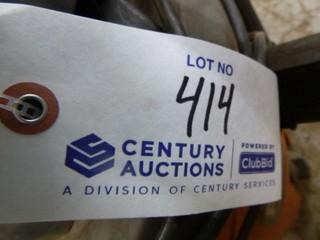 LOT NO
414
CENTURY AUCTIONS
POWERED BY
ClubBid
A DIVISION OF CENTURY SERVICES